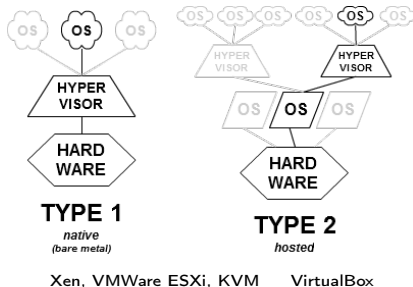 OS OS OS
HYPER
VISOR
HARD
WARE
TYPE 1
native
(bare metal)
OS OS OS OS OS OS
HYPER
VISOR
HYPER
VISOR
OS OS OS
HARD
WARE
TYPE 2
hosted
Xen, VMWare ESXi, KVM
VirtualBox